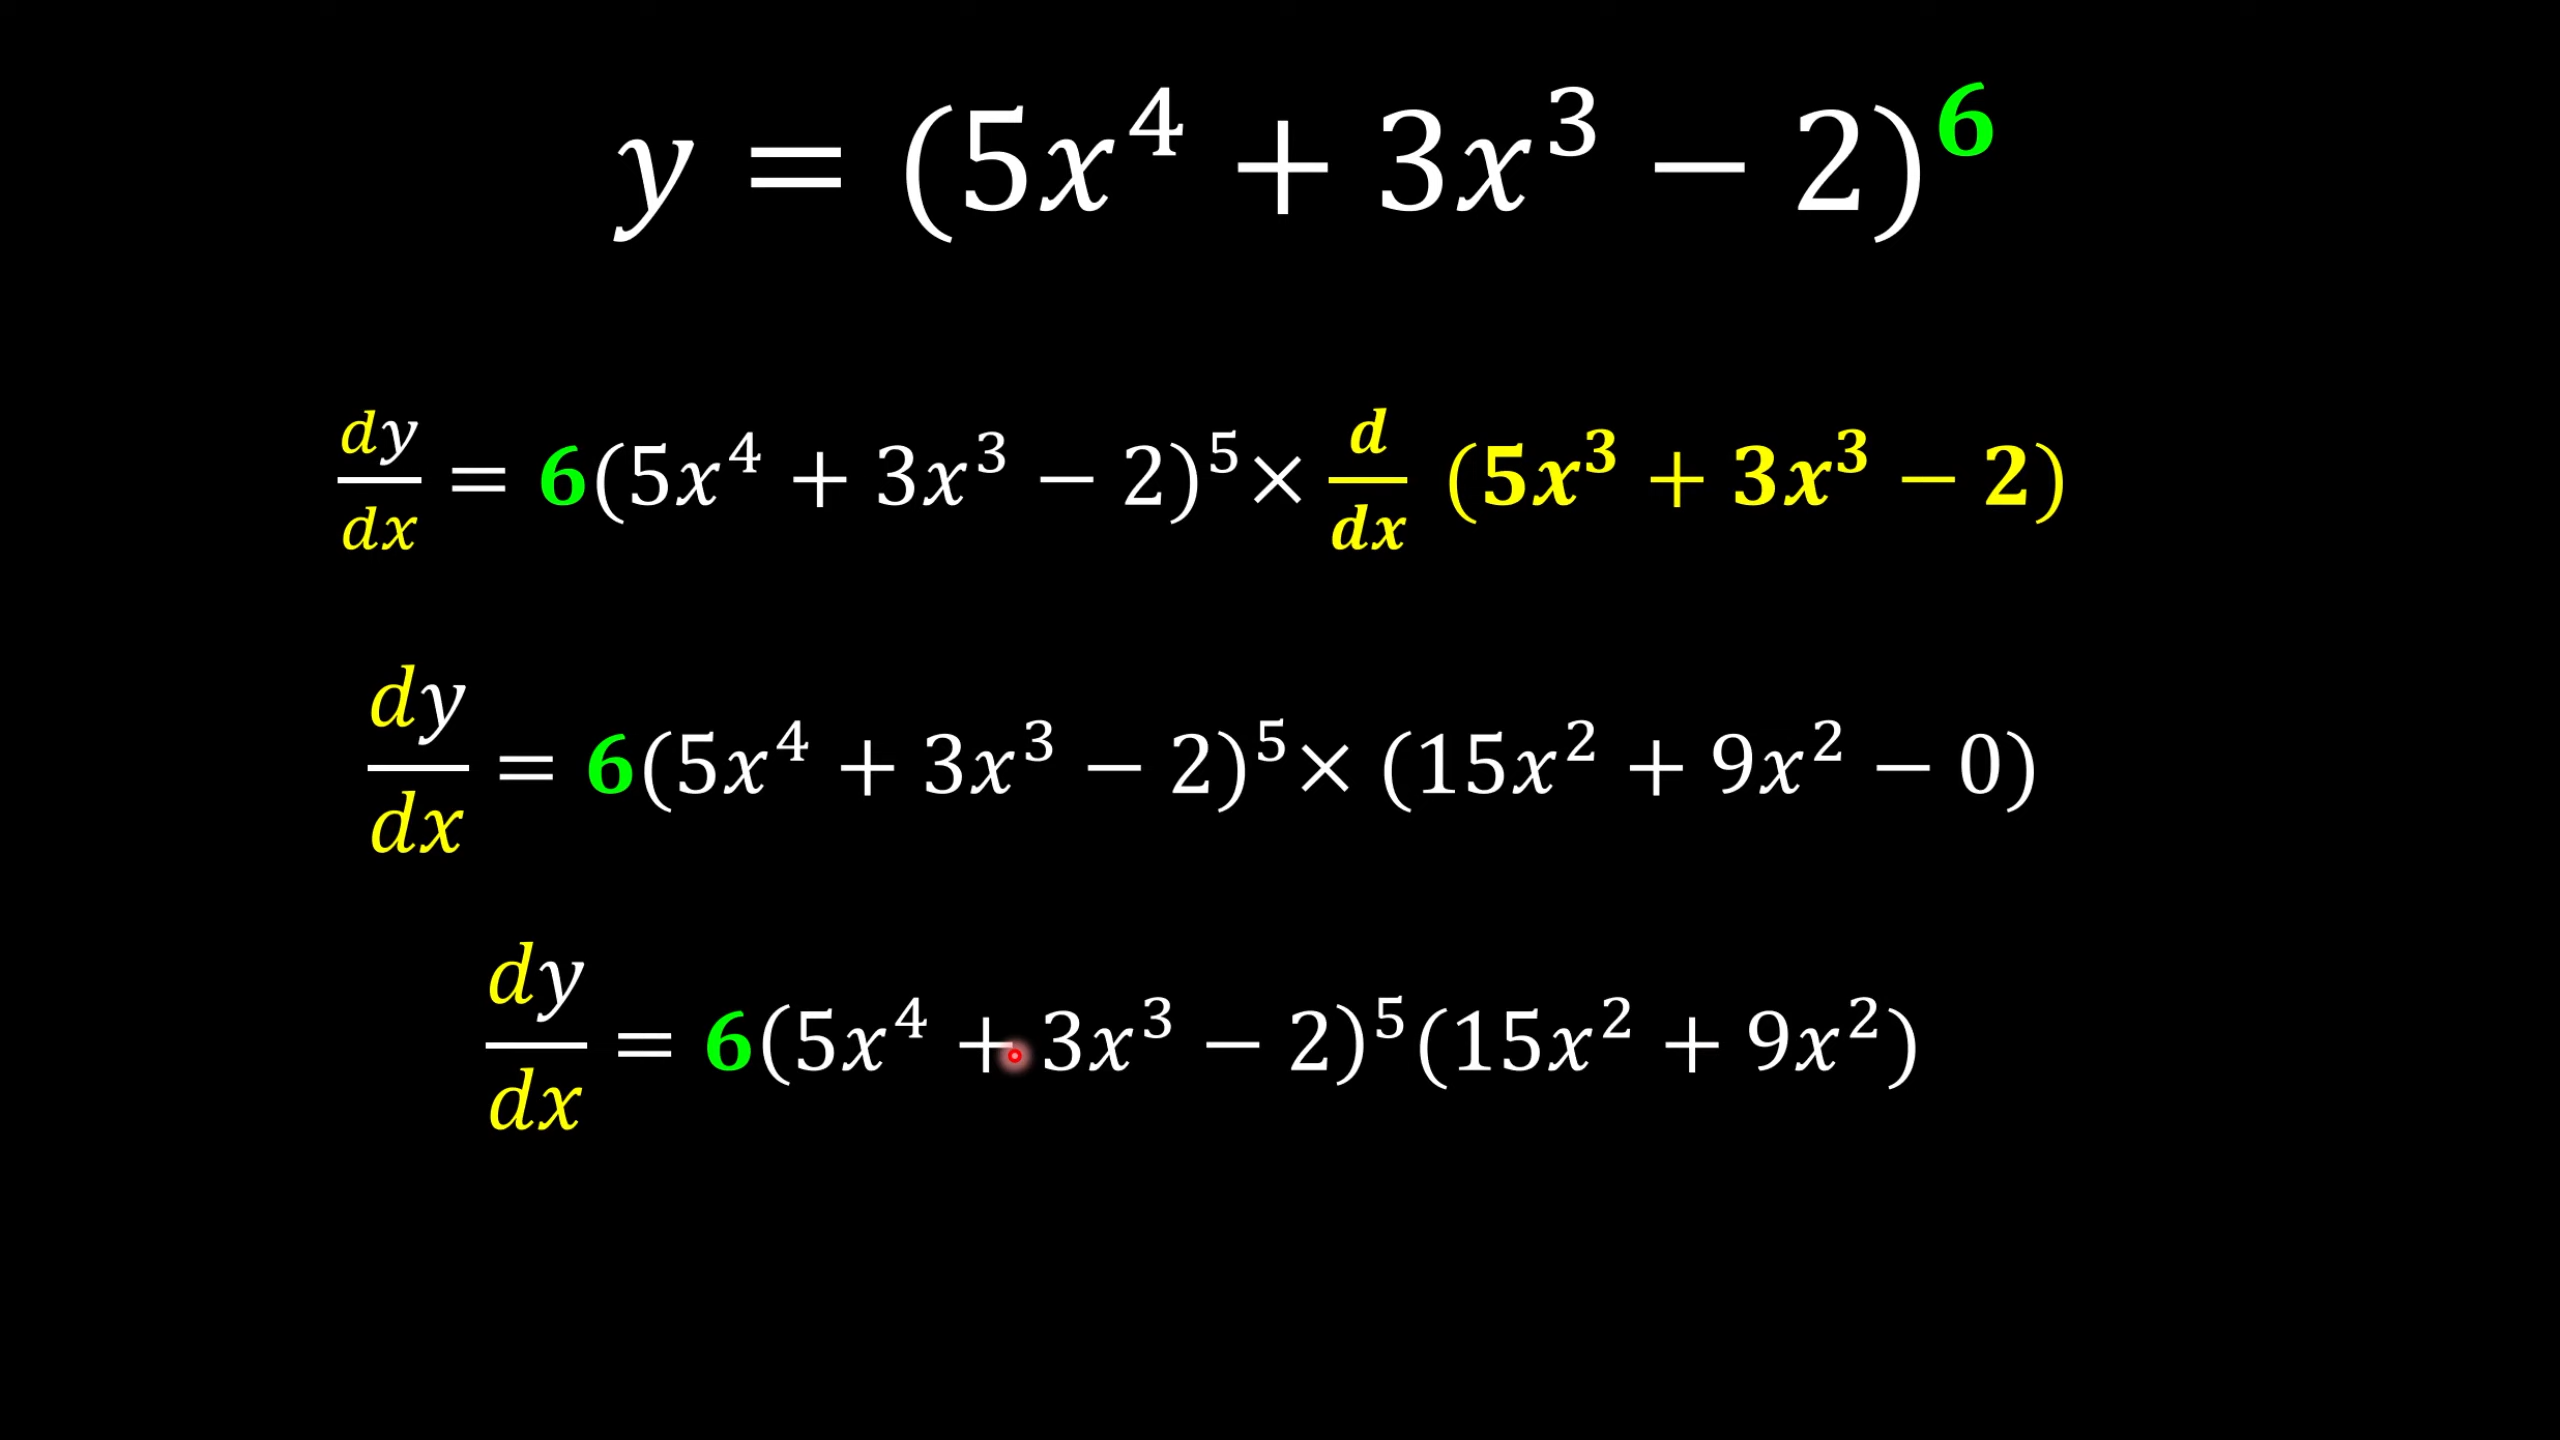 y = (5x⁴ + 3x³ − 2)⁶
dy/dx = 6(5x⁴ + 3x³ − 2)⁵ × d/dx (5x³ + 3x³ − 2)
dy/dx = 6(5x⁴ + 3x³ − 2)⁵ × (15x² + 9x² − 0)
dy/dx = 6(5x⁴ + 3x³ − 2)⁵(15x² + 9x²)